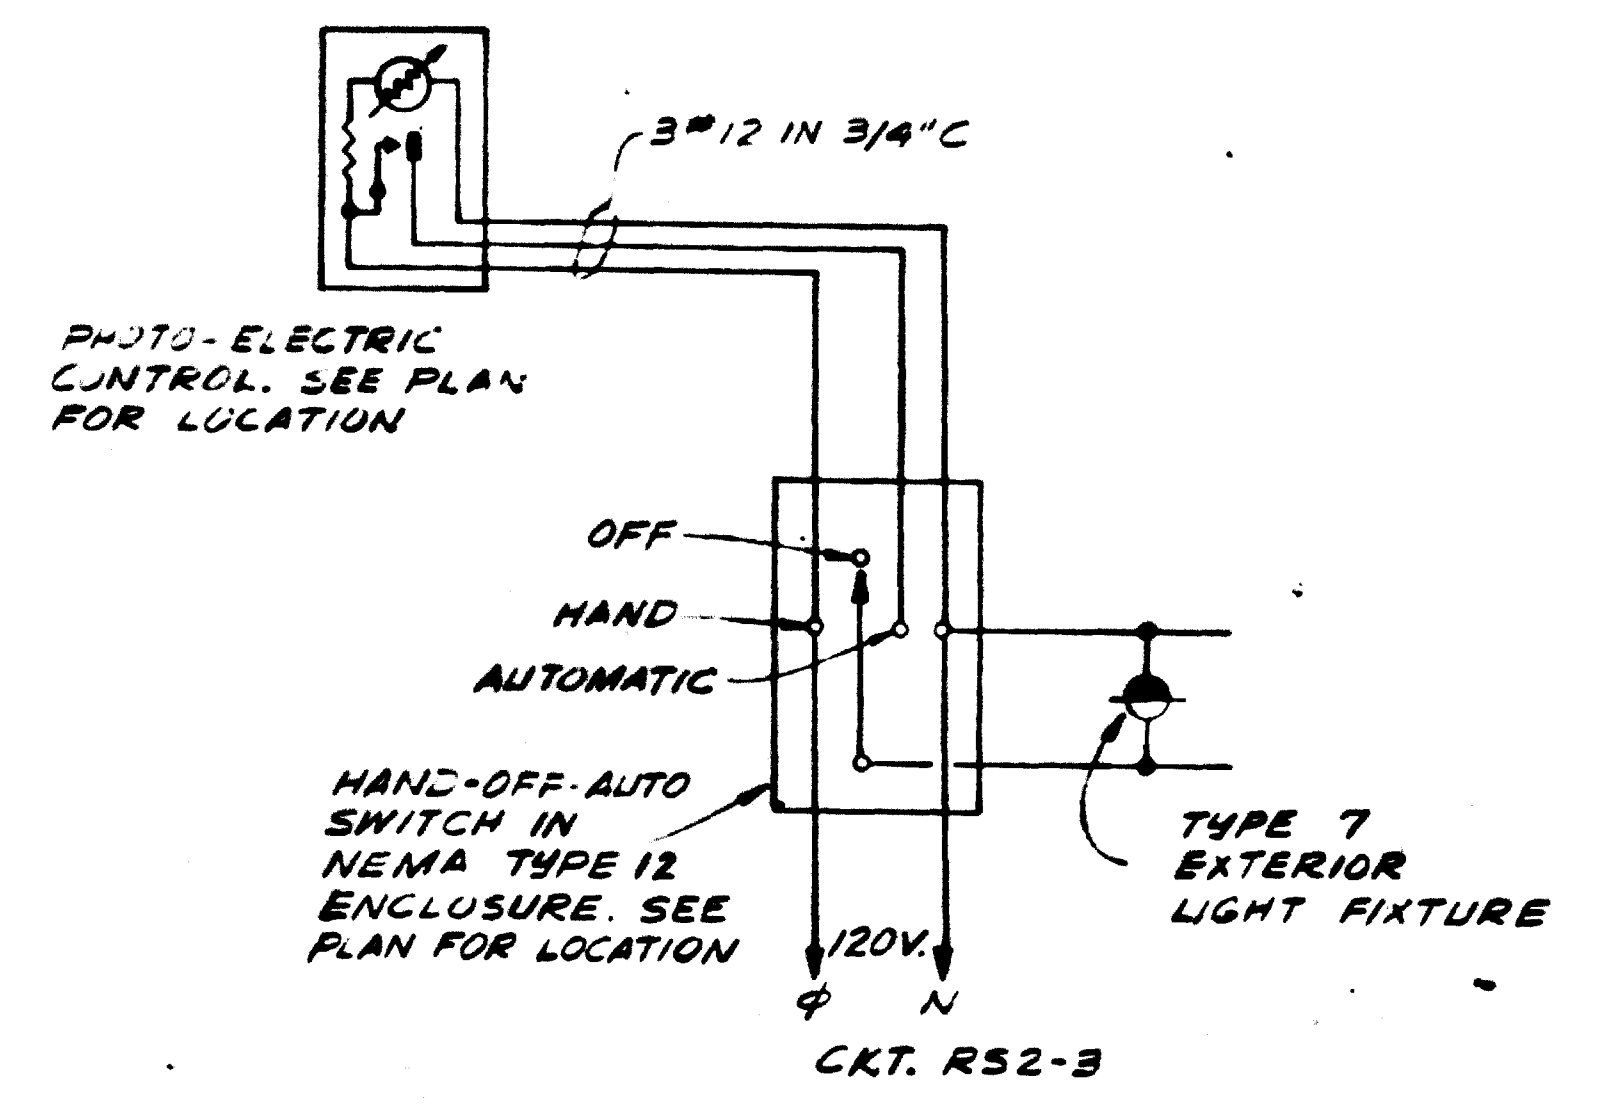 3 #12 IN 3/4" C
PHOTO-ELECTRIC
CONTROL. SEE PLAN
FOR LOCATION
OFF
HAND
AUTOMATIC
HAND-OFF-AUTO
SWITCH IN
NEMA TYPE 12
ENCLOSURE. SEE
PLAN FOR LOCATION
TYPE 7
EXTERIOR
LIGHT FIXTURE
120V.
φ N
CKT. RS2-3